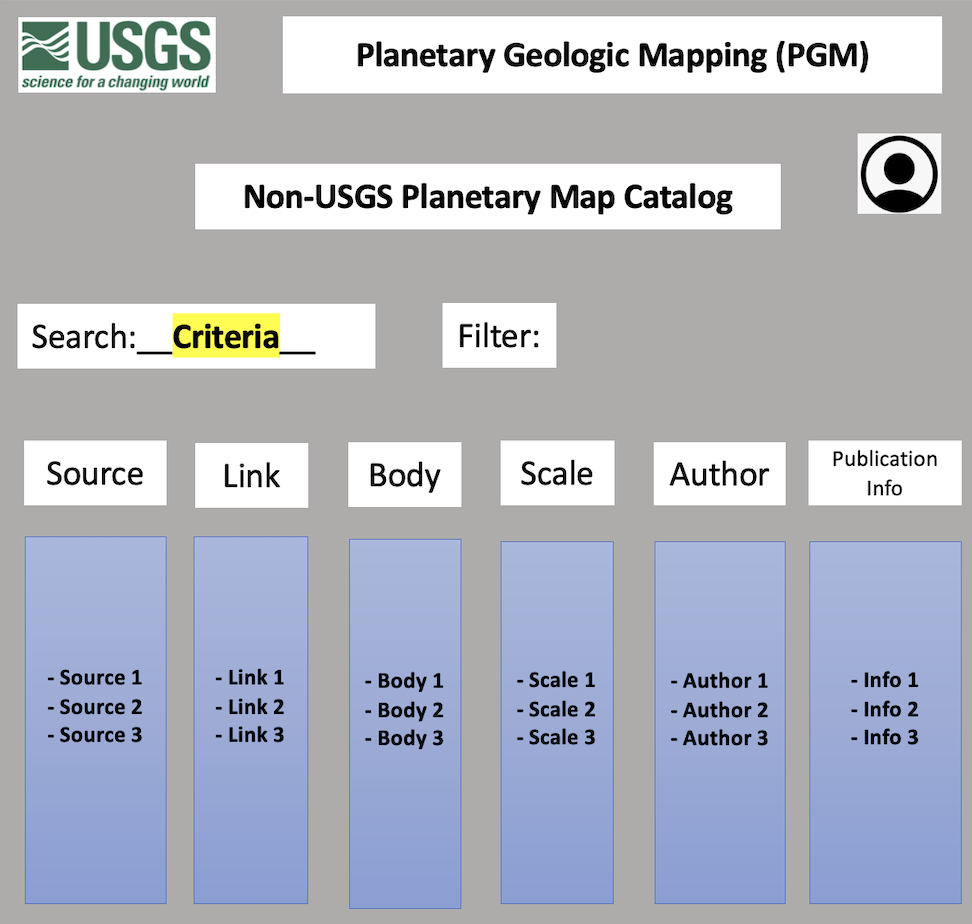 USGS
science for a changing world
Planetary Geologic Mapping (PGM)
Non-USGS Planetary Map Catalog
Search:__Criteria__
Filter:
Source
Link
Body
Scale
Author
Publication
Info
- Source 1
- Source 2
- Source 3
- Link 1
- Link 2
- Link 3
- Body 1
- Body 2
- Body 3
- Scale 1
- Scale 2
- Scale 3
- Author 1
- Author 2
- Author 3
- Info 1
- Info 2
- Info 3